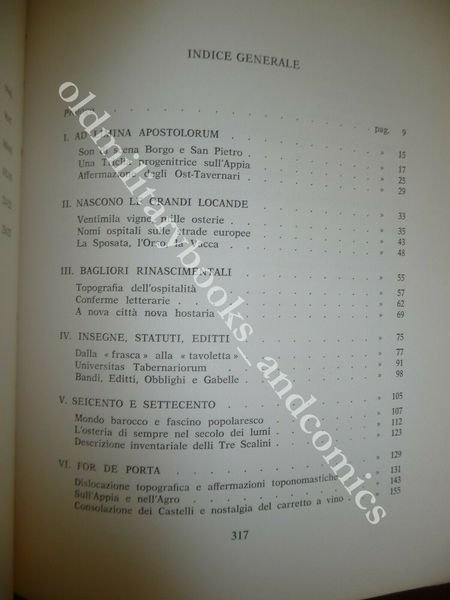 INDICE GENERALE
pag. 9
I. AD LIMINA APOSTOLORUM » 15
Son di scena Borgo e San Pietro » 17
Una Triclia progenitrice sull'Appia » 25
Affermazione degli Ost-Tavernari » 29
II. NASCONO LE GRANDI LOCANDE » 33
Ventimila vigne, mille osterie » 35
Nomi ospitali sulle strade europee » 43
La Sposata, l'Orso, la Vacca » 48
III. BAGLIORI RINASCIMENTALI » 55
Topografia dell'ospitalità » 57
Conferme letterarie » 62
A nova città nova hostaria » 69
IV. INSEGNE, STATUTI, EDITTI » 75
Dalla « frasca » alla « tavoletta » » 77
Universitas Tabernariorum » 91
Bandi, Editti, Obblighi e Gabelle » 98
V. SEICENTO E SETTECENTO » 105
Mondo barocco e fascino popolaresco » 107
L'osteria di sempre nel secolo dei lumi » 112
Descrizione inventariale delli Tre Scalini » 123
VI. FOR DE PORTA » 129
Dislocazione topografica e affermazioni toponomastiche » 131
Sull'Appia e nell'Agro » 143
Consolazione dei Castelli e nostalgia del carretto a vino » 155
317
oldmilitarybooks_andcomics